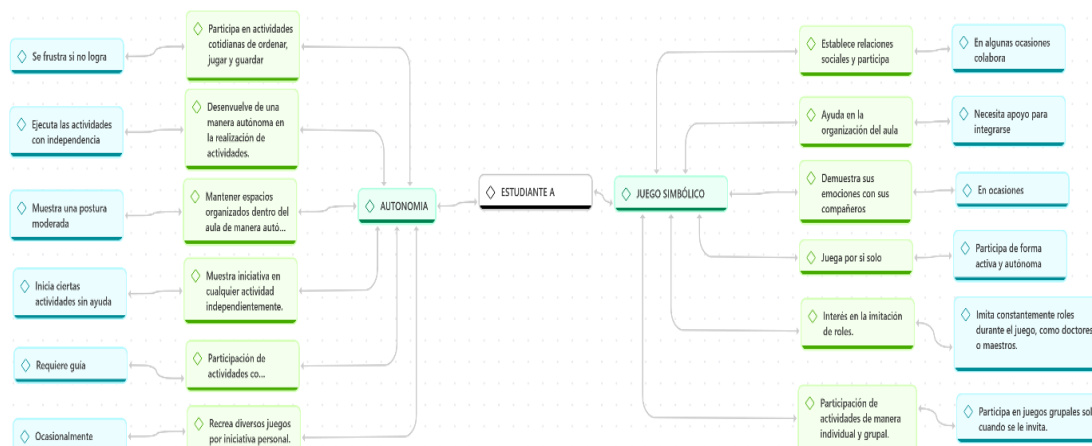 Se frustra si no logra
Participa en actividades
cotidianas de ordenar,
jugar y guardar
Ejecuta las actividades
con independencia
Desenvuelve de una
manera autónoma en
la realización de
actividades.
Muestra una postura
moderada
Mantener espacios
organizados dentro del
aula de manera autó...
Inicia ciertas
actividades sin ayuda
Muestra iniciativa en
cualquier actividad
independientemente.
Requiere guía
Participación de
actividades co...
Ocasionalmente
Recrea diversos juegos
por iniciativa personal.
AUTONOMIA
ESTUDIANTE A
JUEGO SIMBÓLICO
Establece relaciones
sociales y participa
En algunas ocasiones
colabora
Ayuda en la
organización del aula
Necesita apoyo para
integrarse
Demuestra sus
emociones con sus
compañeros
En ocasiones
Juega por si solo
Participa de forma
activa y autónoma
Interés en la imitación
de roles.
Imita constantemente roles
durante el juego, como doctores
o maestros.
Participación de
actividades de manera
individual y grupal.
Participa en juegos grupales sol
cuando se le invita.